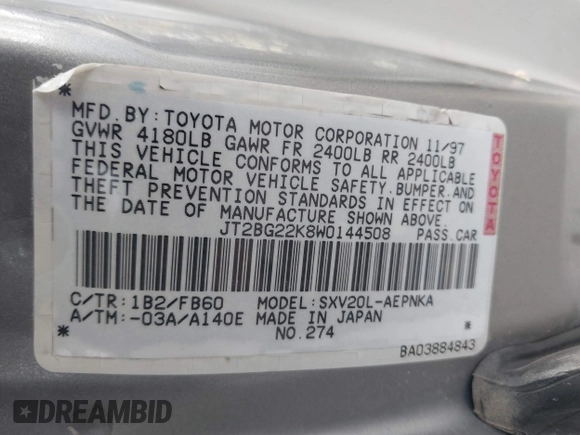 MFD. BY: TOYOTA MOTOR CORPORATION 11/97
GVWR 4180LB GAWR FR 2400LB RR 2400LB
THIS VEHICLE CONFORMS TO ALL APPLICABLE
FEDERAL MOTOR VEHICLE SAFETY, BUMPER, AND
THEFT PREVENTION STANDARDS IN EFFECT ON
THE DATE OF MANUFACTURE SHOWN ABOVE.
JT2BG22K8W0144508 PASS. CAR
TOYOTA
C/TR: 1B2/FB60 MODEL: SXV20L-AEPNKA
A/TM: -03A/A140E MADE IN JAPAN
* NO. 274 *
BA03884843
DREAMBID